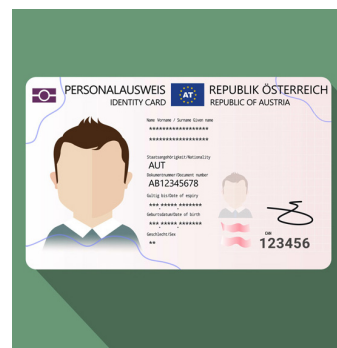 PERSONALAUSWEIS AT REPUBLIK ÖSTERREICH
IDENTITY CARD REPUBLIC OF AUSTRIA
Name Vorname / Surname Given name
******************
******************
Staatsangehörigkeit/Nationality
AUT
Dokumentnummer/Document number
AB12345678
Gültig bis/Date of expiry
*** ***** *******
Geburtsdatum/Date of birth
*** ***** *******
Geschlecht/Sex
**
CAN
123456